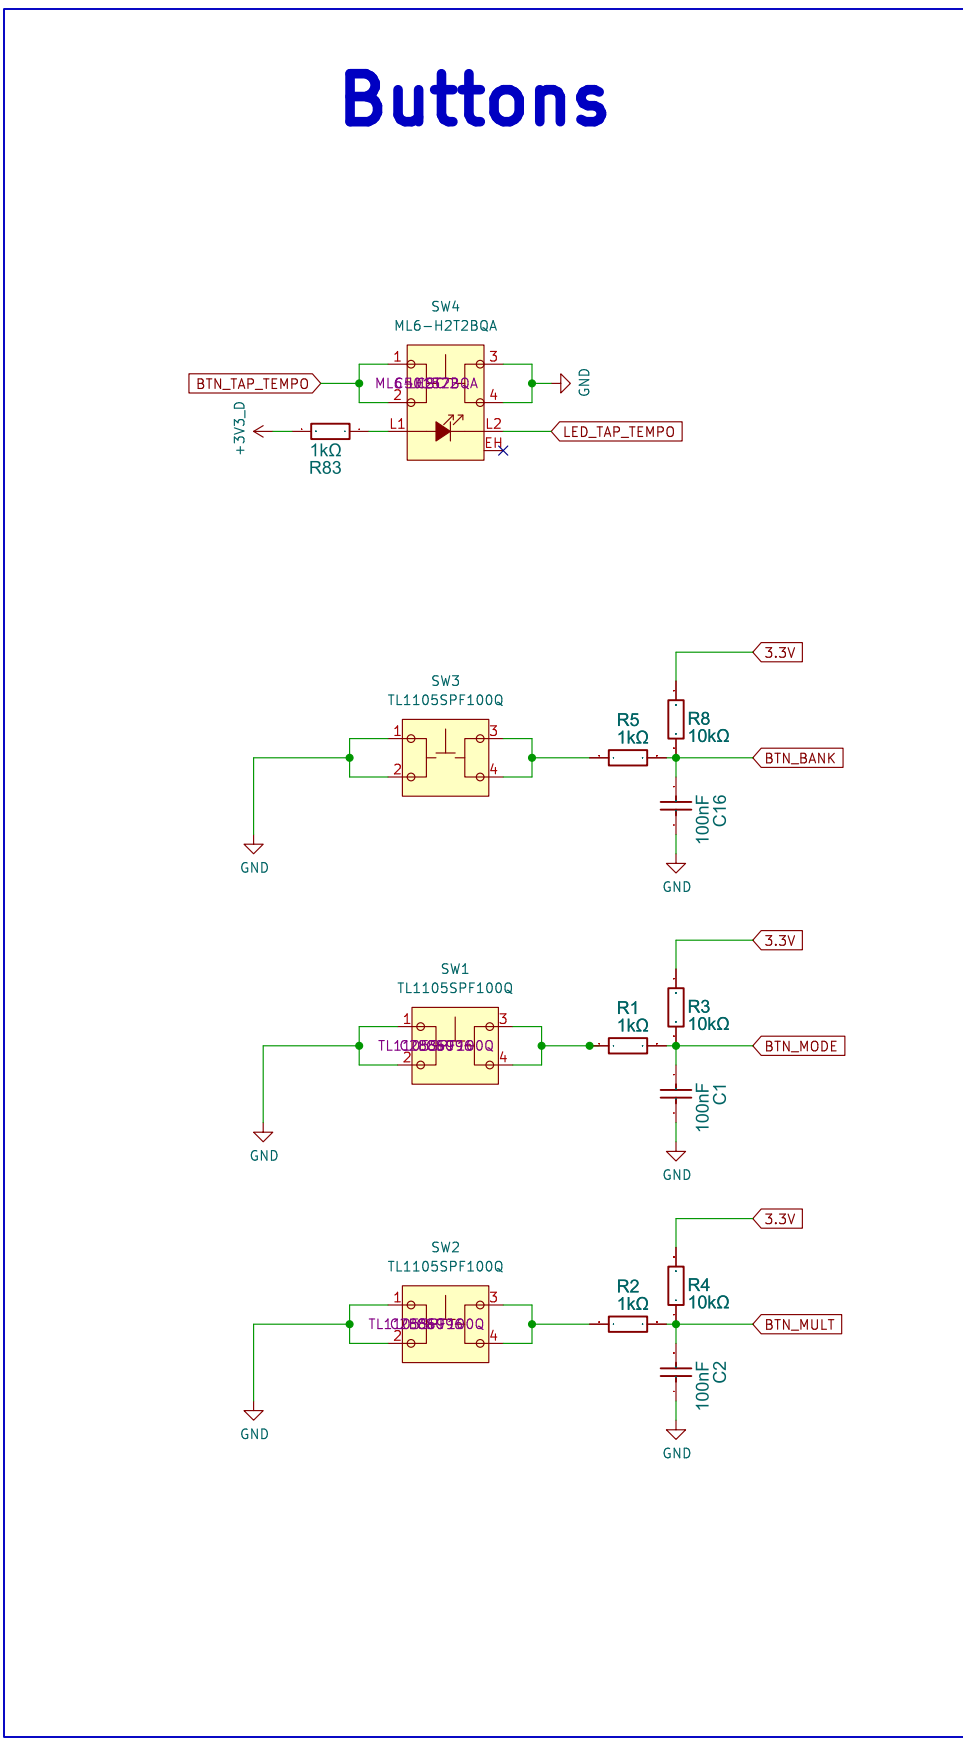 Buttons
SW4
ML6-H2T2BQA
1
3
BTN_TAP_TEMPO
GND
2
4
+3V3_D
L1
L2
LED_TAP_TEMPO
1kΩ
R83
EH
3.3V
SW3
TL1105SPF100Q
R5
1kΩ
R8
10kΩ
1
3
BTN_BANK
2
4
100nF
C16
GND
GND
3.3V
SW1
TL1105SPF100Q
R1
1kΩ
R3
10kΩ
1
3
BTN_MODE
2
4
100nF
C1
GND
GND
3.3V
SW2
TL1105SPF100Q
R2
1kΩ
R4
10kΩ
1
3
BTN_MULT
2
4
100nF
C2
GND
GND